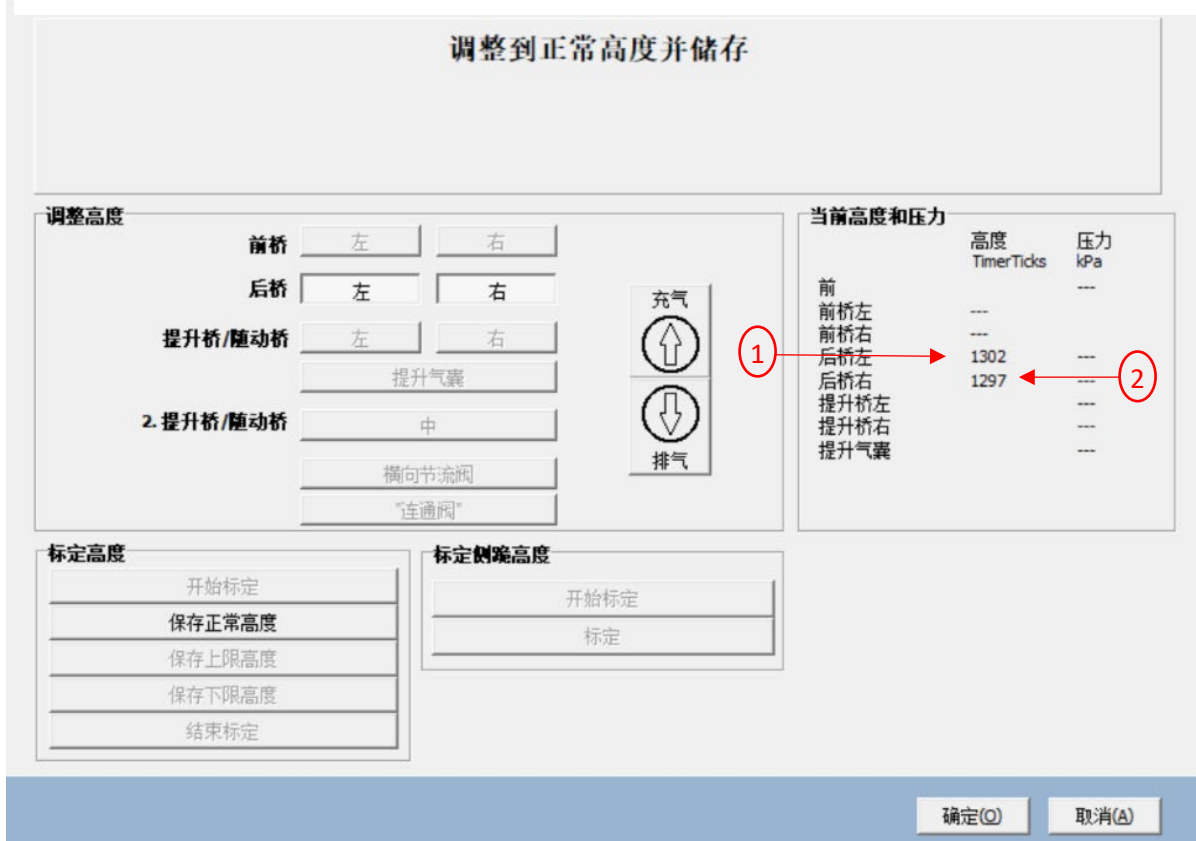 调整到正常高度并储存
调整高度
前桥 左 右
后桥 左 右
提升桥/随动桥 左 右
提升气囊
2.提升桥/随动桥 中
横向节流阀
"连通阀"
充气
排气
当前高度和压力
高度 压力
TimerTicks kPa
前 ---
前桥左 ---
前桥右 ---
后桥左 1302 ---
后桥右 1297 ---
提升桥左 ---
提升桥右 ---
提升气囊 ---
1
2
标定高度
开始标定
保存正常高度
保存上限高度
保存下限高度
结束标定
标定侧跪高度
开始标定
标定
确定(O) 取消(A)